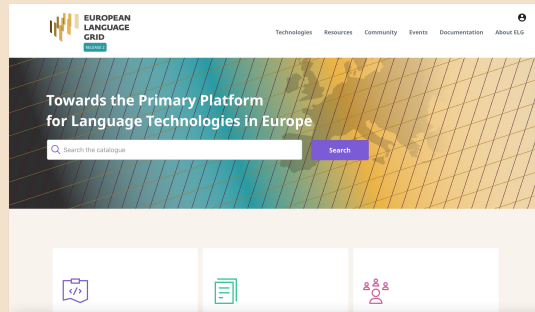 EUROPEAN
LANGUAGE
GRID
RELEASE 2
Technologies Resources Community Events Documentation About ELG
Towards the Primary Platform
for Language Technologies in Europe
Search the catalogue
Search